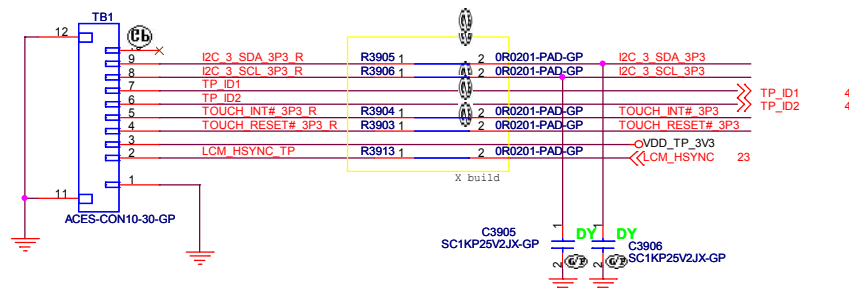 TB1
12
10
9 I2C_3_SDA_3P3_R R3905 1 2 0R0201-PAD-GP I2C_3_SDA_3P3
8 I2C_3_SCL_3P3_R R3906 1 2 0R0201-PAD-GP I2C_3_SCL_3P3
7 TP_ID1 TP_ID1 4
6 TP_ID2 TP_ID2 4
5 TOUCH_INT#_3P3_R R3904 1 2 0R0201-PAD-GP TOUCH_INT#_3P3
4 TOUCH_RESET#_3P3_R R3903 1 2 0R0201-PAD-GP TOUCH_RESET#_3P3
3 VDD_TP_3V3
2 LCM_HSYNC_TP R3913 1 2 0R0201-PAD-GP LCM_HSYNC 23
X build
1
11
ACES-CON10-30-GP
C3905 1 DY 1 DY
SC1KP25V2JX-GP 2 2 C3906
SC1KP25V2JX-GP